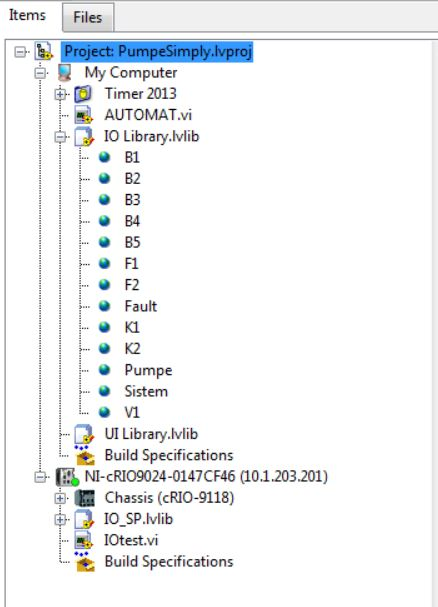 Items
Files
Project: PumpeSimply.lvproj
My Computer
Timer 2013
AUTOMAT.vi
IO Library.lvlib
B1
B2
B3
B4
B5
F1
F2
Fault
K1
K2
Pumpe
Sistem
V1
UI Library.lvlib
Build Specifications
NI-cRIO9024-0147CF46 (10.1.203.201)
Chassis (cRIO-9118)
IO_SP.lvlib
IOtest.vi
Build Specifications